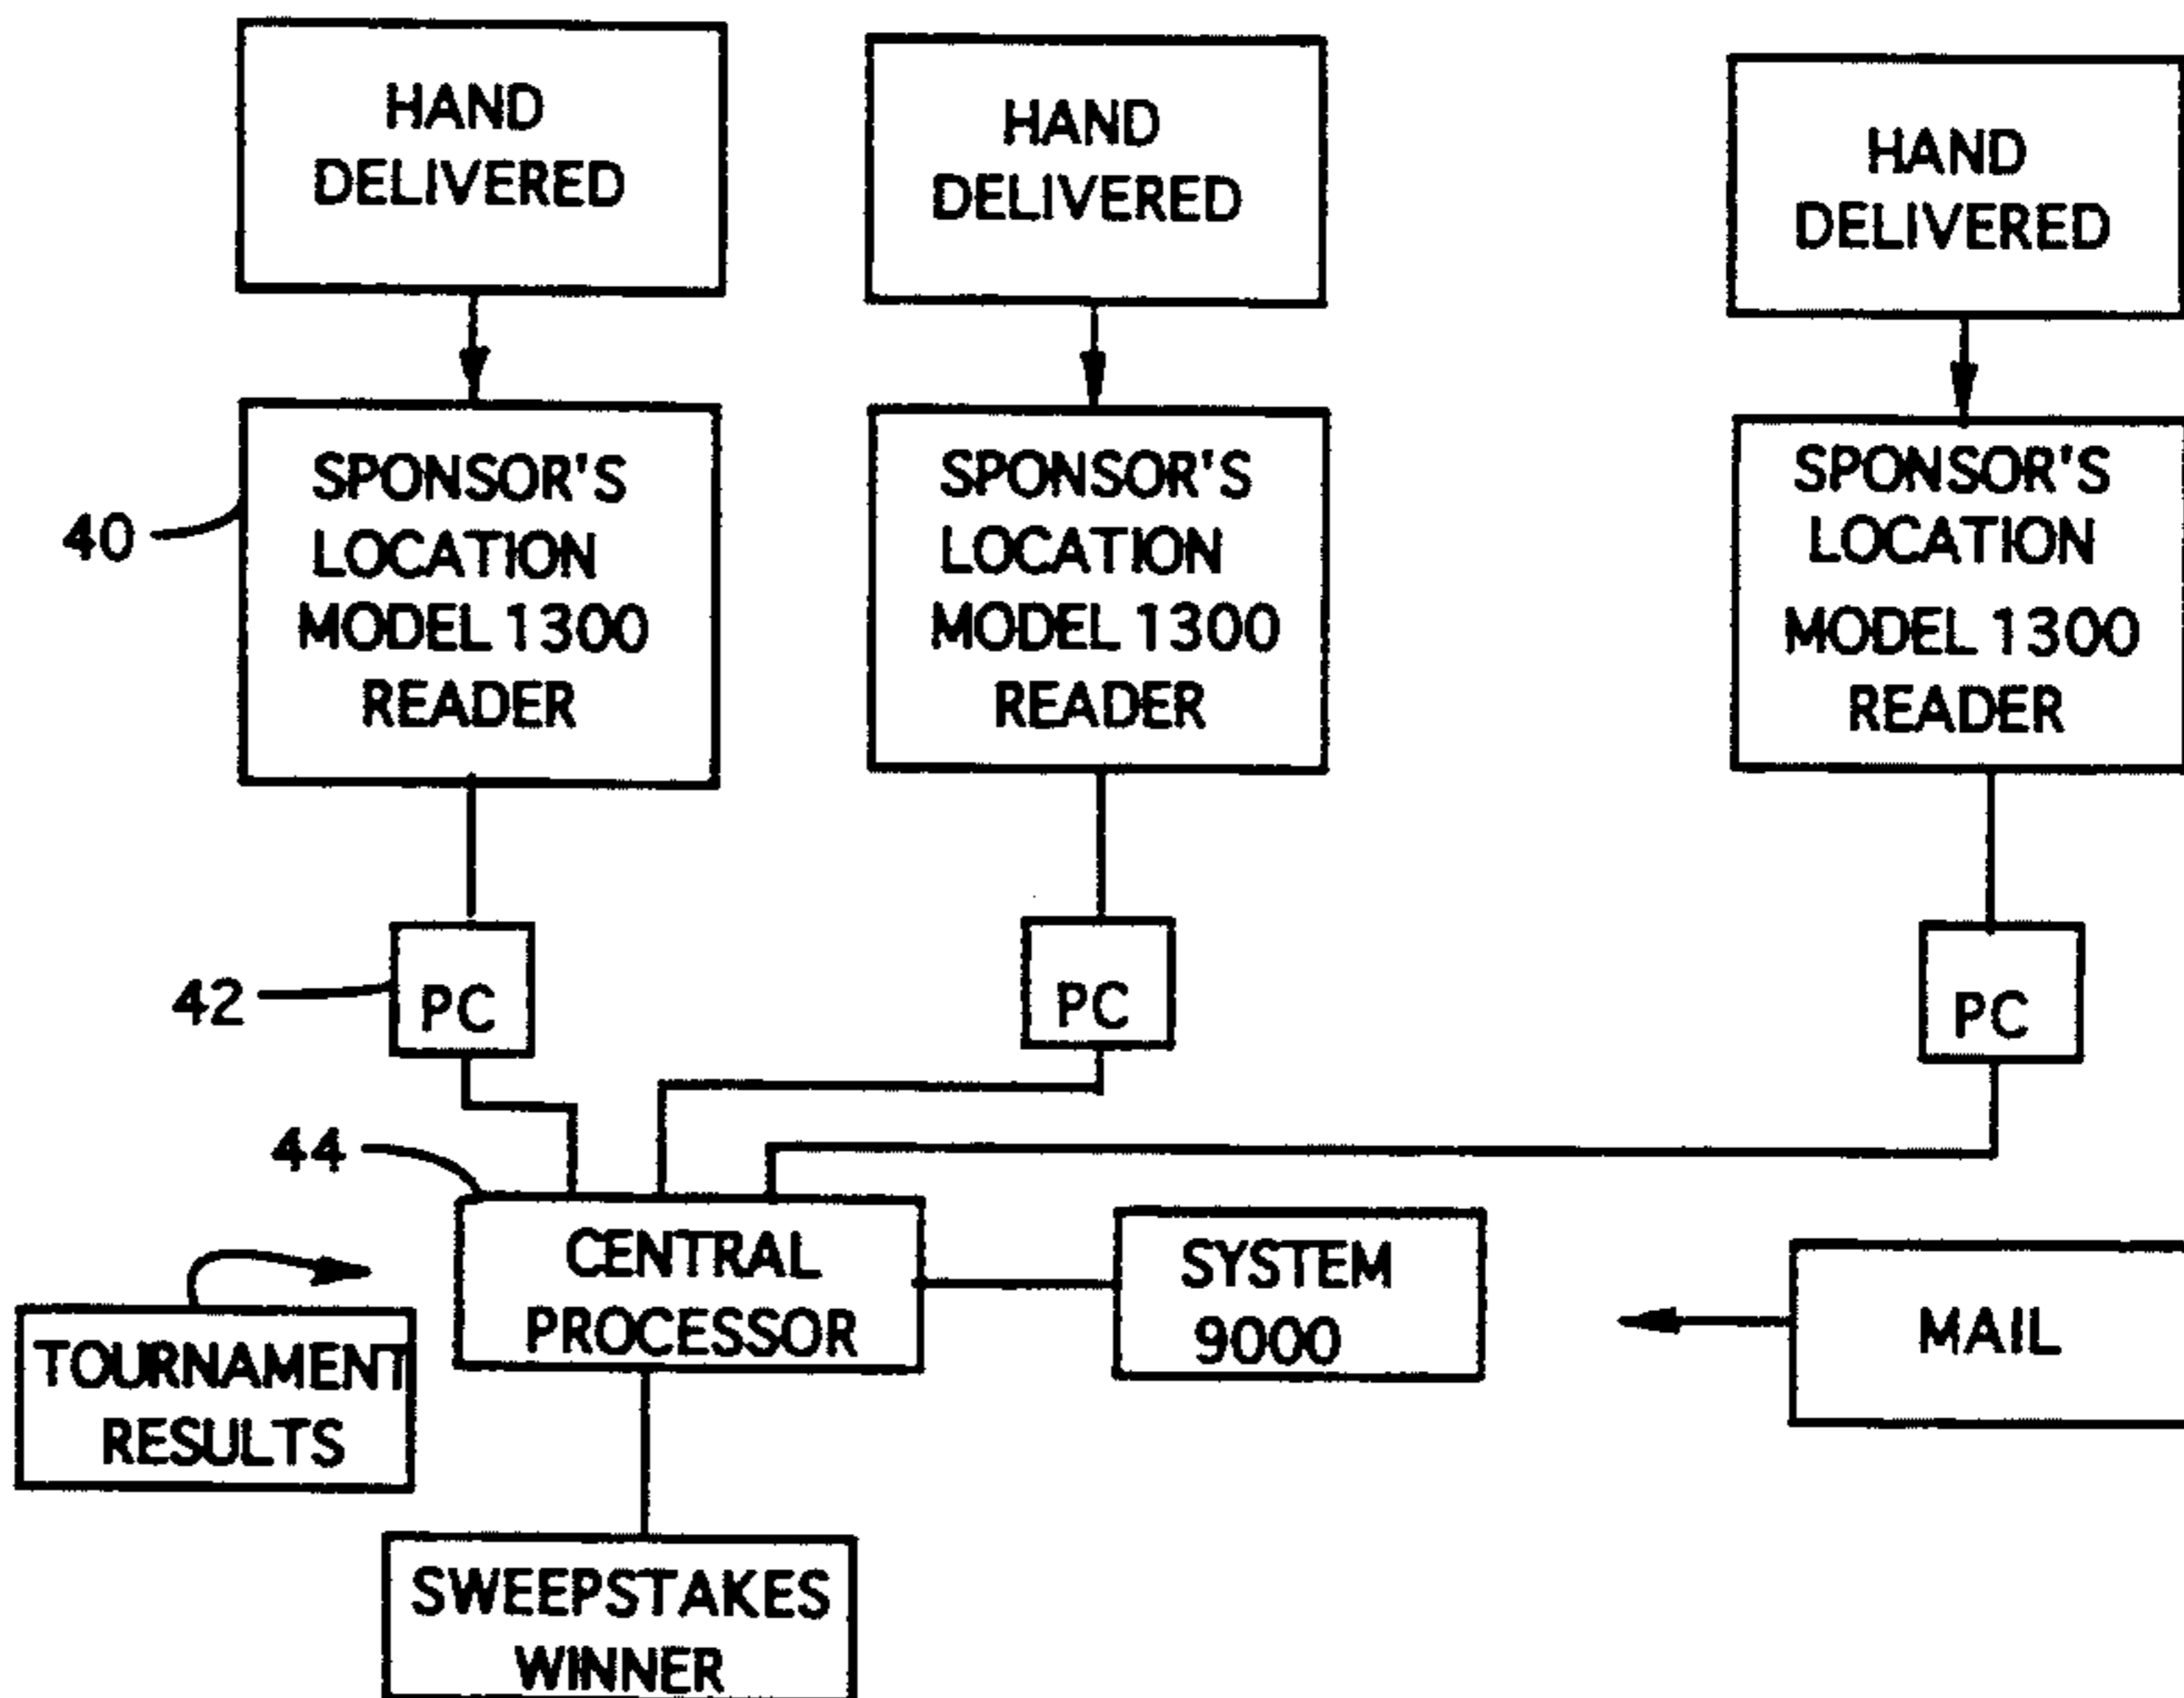 HAND
DELIVERED
HAND
DELIVERED
HAND
DELIVERED
40
SPONSOR'S
LOCATION
MODEL 1300
READER
SPONSOR'S
LOCATION
MODEL 1300
READER
SPONSOR'S
LOCATION
MODEL 1300
READER
42
PC
PC
PC
44
CENTRAL
PROCESSOR
SYSTEM
9000
MAIL
TOURNAMENT
RESULTS
SWEEPSTAKES
WINNER